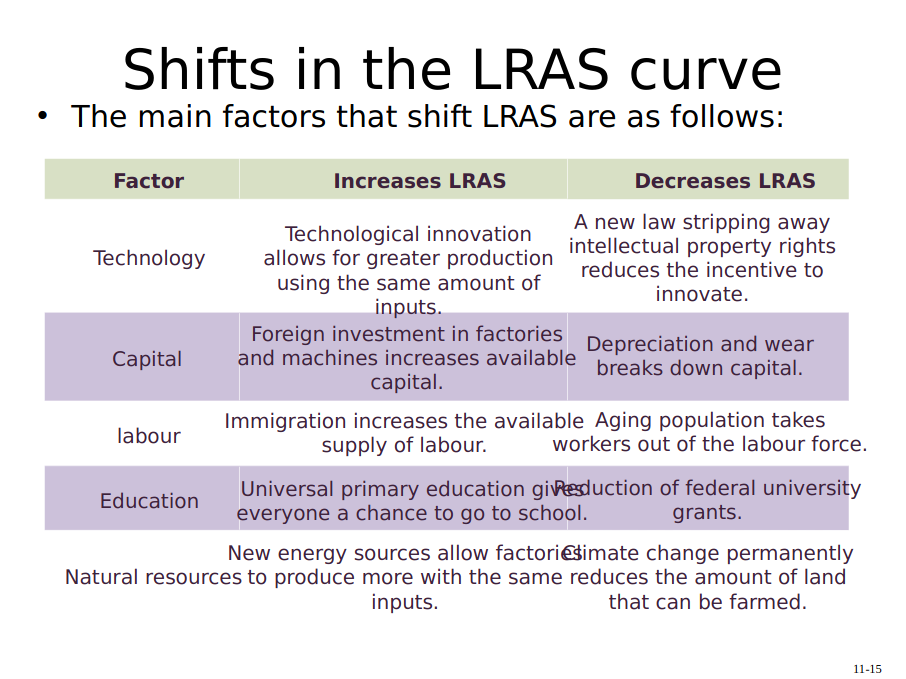 Shifts in the LRAS curve
• The main factors that shift LRAS are as follows:
Factor
Increases LRAS
Decreases LRAS
Technology
Technological innovation
allows for greater production
using the same amount of
inputs.
A new law stripping away
intellectual property rights
reduces the incentive to
innovate.
Capital
Foreign investment in factories
and machines increases available
capital.
Depreciation and wear
breaks down capital.
labour
Immigration increases the available
supply of labour.
Aging population takes
workers out of the labour force.
Education
Universal primary education gives
everyone a chance to go to school.
Reduction of federal university
grants.
Natural resources
New energy sources allow factories
to produce more with the same
inputs.
Climate change permanently
reduces the amount of land
that can be farmed.
11-15